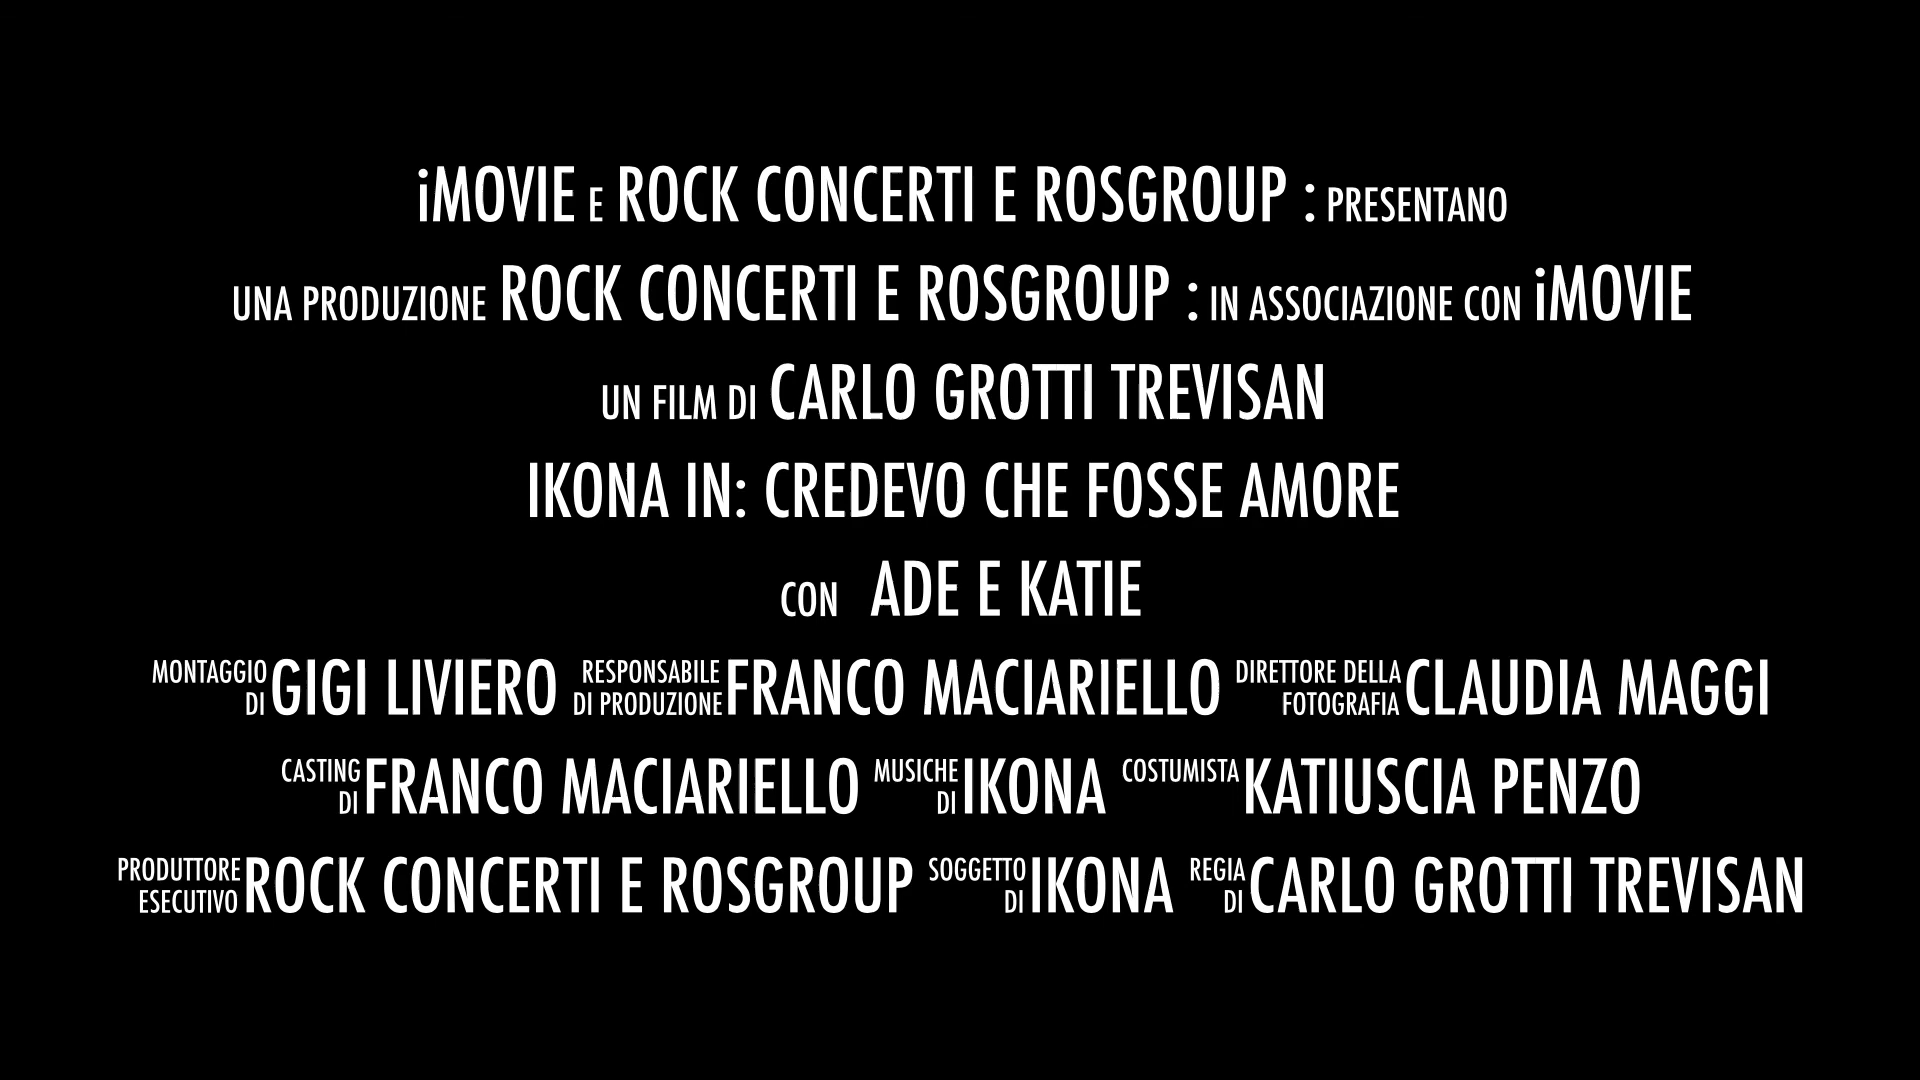 iMOVIE E ROCK CONCERTI E ROSGROUP : PRESENTANO
UNA PRODUZIONE ROCK CONCERTI E ROSGROUP : IN ASSOCIAZIONE CON iMOVIE
UN FILM DI CARLO GROTTI TREVISAN
IKONA IN: CREDEVO CHE FOSSE AMORE
CON ADE E KATIE
MONTAGGIO DI GIGI LIVIERO RESPONSABILE DI PRODUZIONE FRANCO MACIARIELLO DIRETTORE DELLA FOTOGRAFIA CLAUDIA MAGGI
CASTING DI FRANCO MACIARIELLO MUSICHE DI IKONA COSTUMISTA KATIUSCIA PENZO
PRODUTTORE ESECUTIVO ROCK CONCERTI E ROSGROUP SOGGETTO DI IKONA REGIA DI CARLO GROTTI TREVISAN